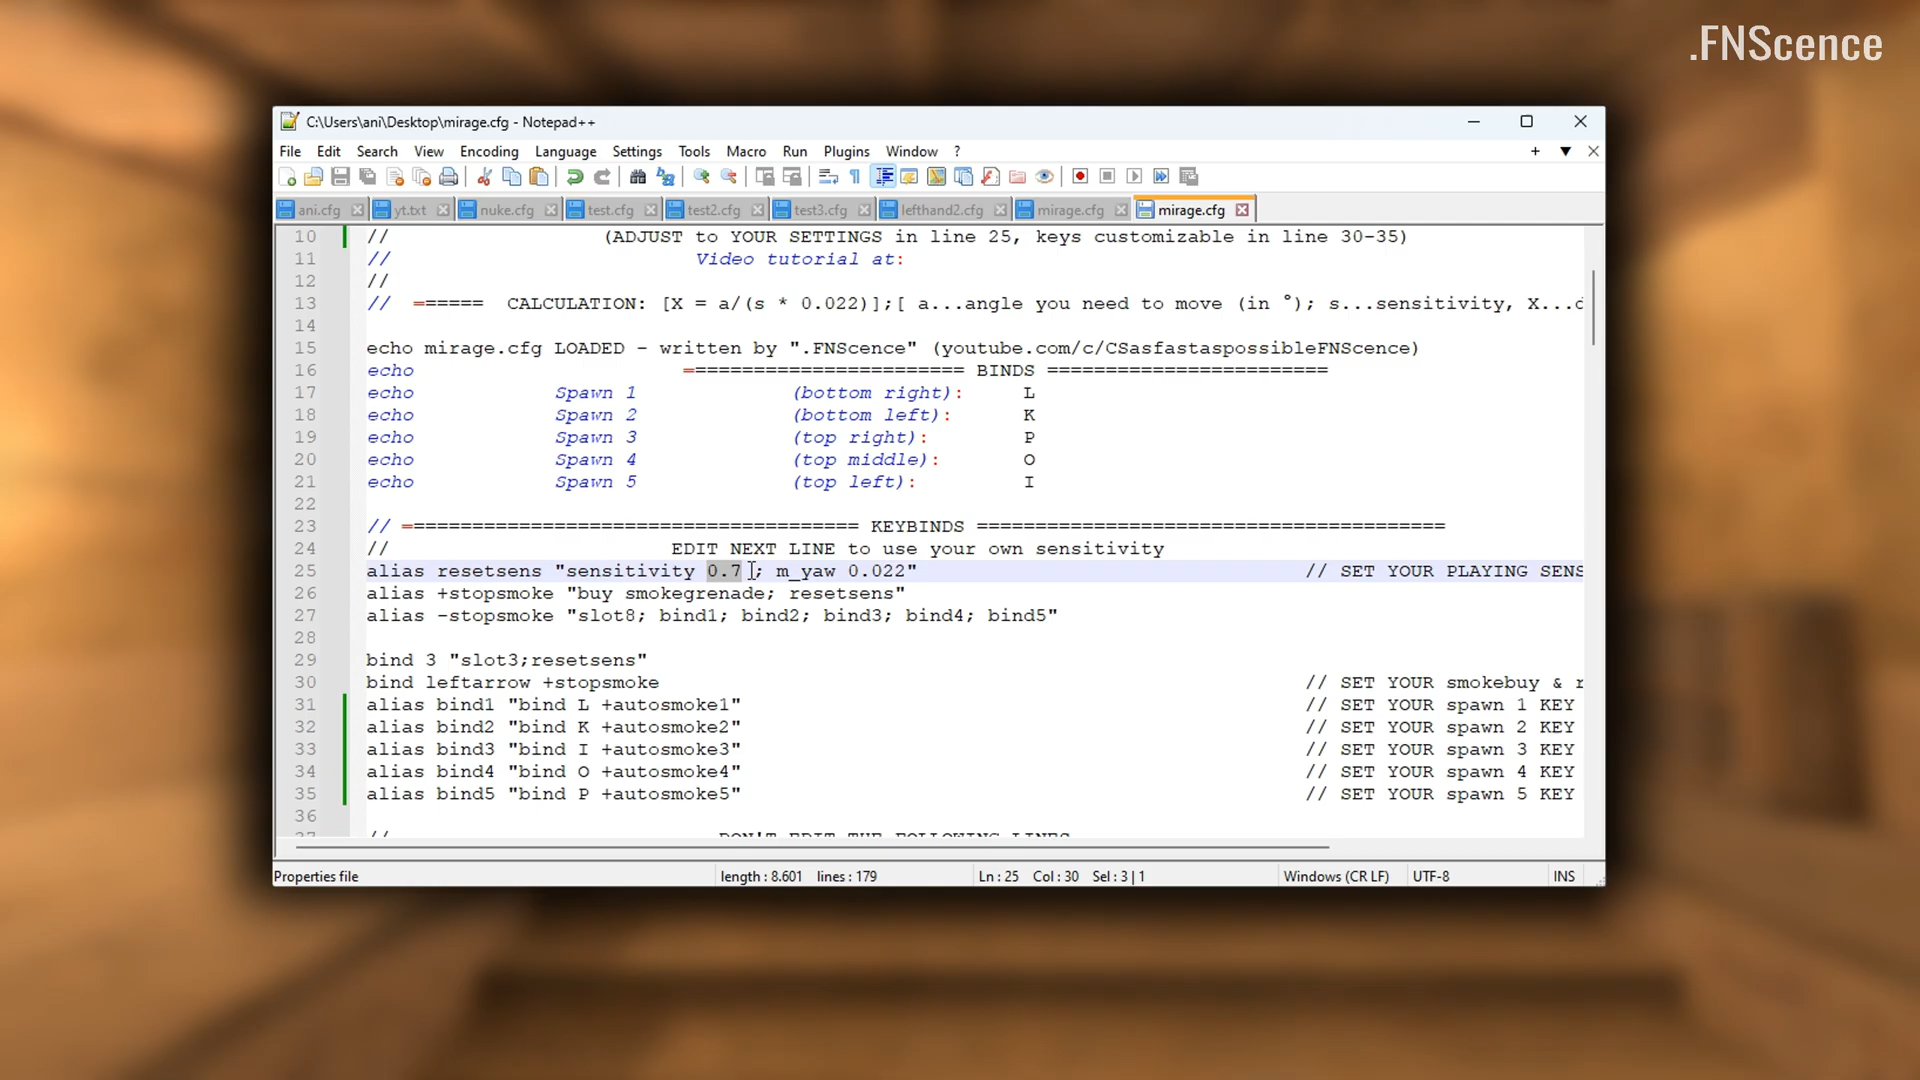 .FNScence
C:\Users\ani\Desktop\mirage.cfg - Notepad++
File Edit Search View Encoding Language Settings Tools Macro Run Plugins Window ?
ani.cfg yt.txt nuke.cfg test.cfg test2.cfg test3.cfg lefthand2.cfg mirage.cfg mirage.cfg
10 // (ADJUST to YOUR SETTINGS in line 25, keys customizable in line 30-35)
11 // Video tutorial at:
12 //
13 // ====== CALCULATION: [X = a/(s * 0.022)];[ a...angle you need to move (in °); s...sensitivity, X...
14
15 echo mirage.cfg LOADED - written by ".FNScence" (youtube.com/c/CSasfastaspossibleFNScence)
16 echo ======================== BINDS ========================
17 echo Spawn 1 (bottom right): L
18 echo Spawn 2 (bottom left): K
19 echo Spawn 3 (top right): P
20 echo Spawn 4 (top middle): O
21 echo Spawn 5 (top left): I
22
23 // ======================================= KEYBINDS ========================================
24 // EDIT NEXT LINE to use your own sensitivity
25 alias resetsens "sensitivity 0.7 ; m_yaw 0.022" // SET YOUR PLAYING SENS
26 alias +stopsmoke "buy smokegrenade; resetsens"
27 alias -stopsmoke "slot8; bind1; bind2; bind3; bind4; bind5"
28
29 bind 3 "slot3;resetsens"
30 bind leftarrow +stopsmoke // SET YOUR smokebuy & r
31 alias bind1 "bind L +autosmoke1" // SET YOUR spawn 1 KEY
32 alias bind2 "bind K +autosmoke2" // SET YOUR spawn 2 KEY
33 alias bind3 "bind I +autosmoke3" // SET YOUR spawn 3 KEY
34 alias bind4 "bind O +autosmoke4" // SET YOUR spawn 4 KEY
35 alias bind5 "bind P +autosmoke5" // SET YOUR spawn 5 KEY
36
37 // DON'T EDIT THE FOLLOWING LINES
Properties file length : 8.601 lines : 179 Ln : 25 Col : 30 Sel : 3 | 1 Windows (CR LF) UTF-8 INS